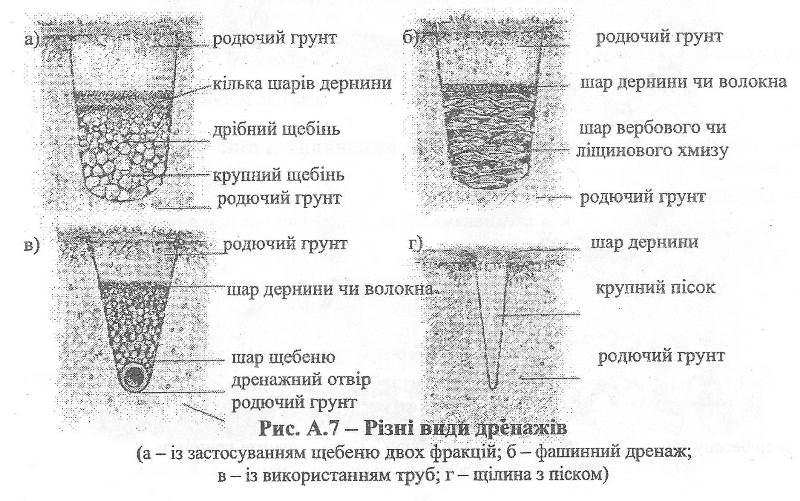 а)
родючий грунт
кілька шарів дернини
дрібний щебінь
крупний щебінь
родючий грунт
б)
родючий грунт
шар дернини чи волокна
шар вербового чи
ліщинового хмизу
родючий грунт
в)
родючий грунт
шар дернини чи волокна
шар щебеню
дренажний отвір
родючий грунт
г)
шар дернини
крупний пісок
родючий грунт
Рис. А.7 – Різні види дренажів
(а – із застосуванням щебеню двох фракцій; б – фашинний дренаж;
в – із використанням труб; г – щілина з піском)